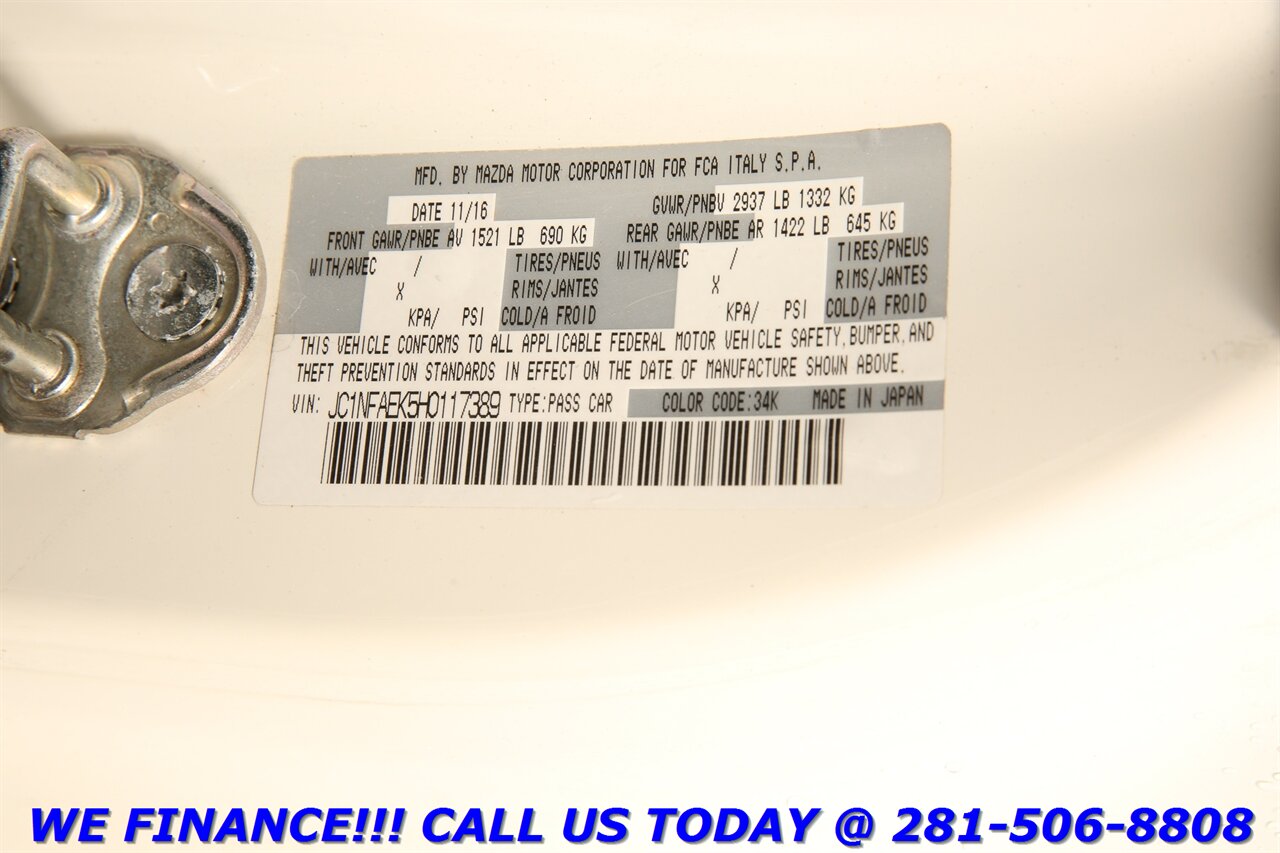 MFD. BY MAZDA MOTOR CORPORATION FOR FCA ITALY S.P.A.
DATE 11/16 GVWR/PNBV 2937 LB 1332 KG
FRONT GAWR/PNBE AV 1521 LB 690 KG REAR GAWR/PNBE AR 1422 LB 645 KG
WITH/AVEC / TIRES/PNEUS WITH/AVEC / TIRES/PNEUS
X RIMS/JANTES X RIMS/JANTES
KPA/ PSI COLD/A FROID KPA/ PSI COLD/A FROID
THIS VEHICLE CONFORMS TO ALL APPLICABLE FEDERAL MOTOR VEHICLE SAFETY, BUMPER, AND
THEFT PREVENTION STANDARDS IN EFFECT ON THE DATE OF MANUFACTURE SHOWN ABOVE.
VIN: JC1NFAEK5H0117389 TYPE:PASS CAR COLOR CODE:34K MADE IN JAPAN
WE FINANCE!!! CALL US TODAY @ 281-506-8808